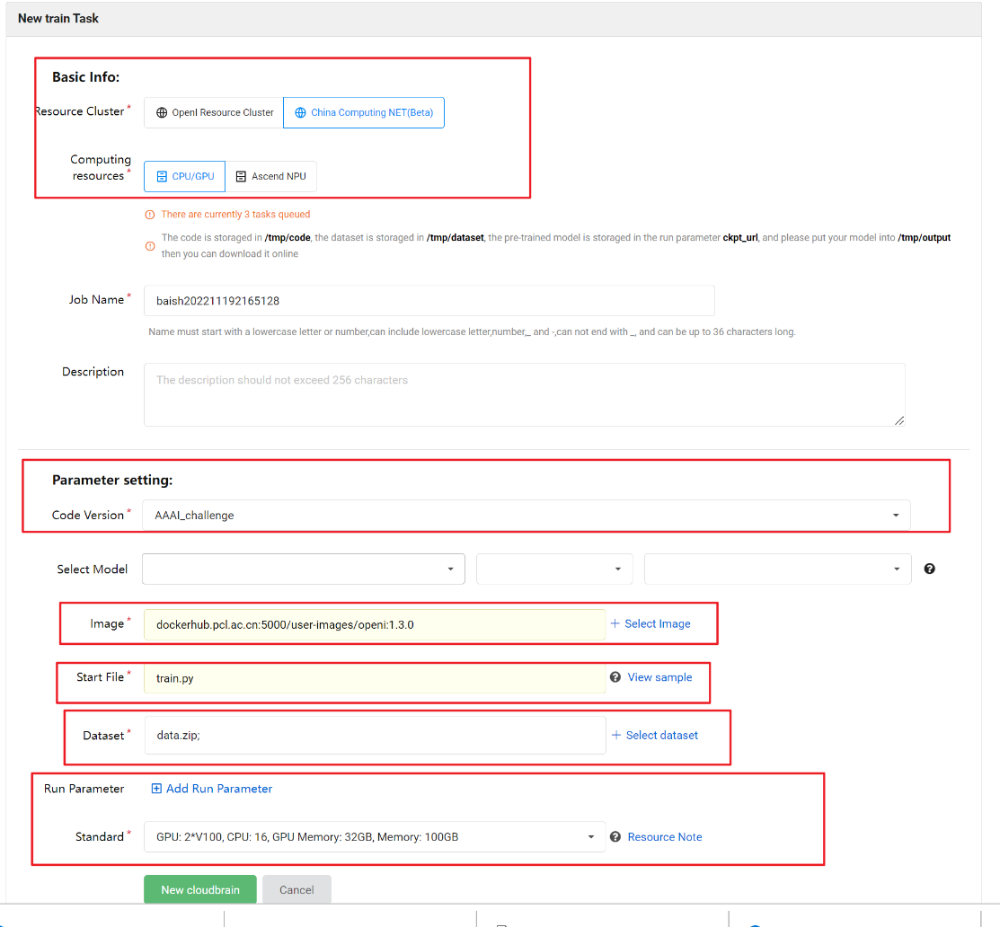 New train Task
Basic Info:
Resource Cluster *
OpenI Resource Cluster
China Computing NET(Beta)
Computing
resources *
CPU/GPU
Ascend NPU
There are currently 3 tasks queued
The code is storaged in /tmp/code, the dataset is storaged in /tmp/dataset, the pre-trained model is storaged in the run parameter ckpt_url, and please put your model into /tmp/output
then you can download it online
Job Name *
baish202211192165128
Name must start with a lowercase letter or number,can include lowercase letter,number,_ and -,can not end with _, and can be up to 36 characters long.
Description
The description should not exceed 256 characters
Parameter setting:
Code Version *
AAAI_challenge
Select Model
Image *
dockerhub.pcl.ac.cn:5000/user-images/openi:1.3.0
+ Select Image
Start File *
train.py
View sample
Dataset *
data.zip;
+ Select dataset
Run Parameter
Add Run Parameter
Standard *
GPU: 2*V100, CPU: 16, GPU Memory: 32GB, Memory: 100GB
Resource Note
New cloudbrain
Cancel